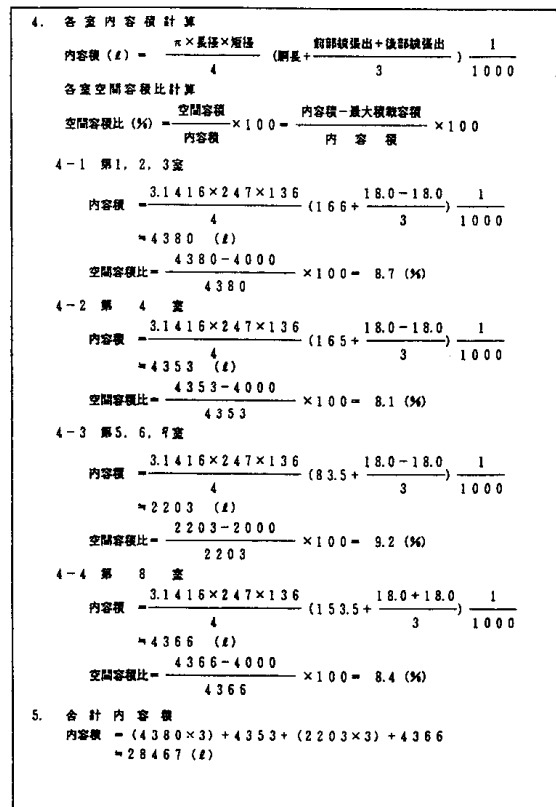 4. 各室内容積計算
内容積 (ℓ) = π×長径×短径/4 (胴長+前部鏡張出+後部鏡張出/3) 1/1000
各室空間容積比計算
空間容積比 (%) = 空間容積/内容積 ×100= 内容積-最大積載容積/内容積 ×100
4-1 第1, 2, 3室
内容積 = 3.1416×247×136/4 (166+ 18.0-18.0/3) 1/1000
≒4380 (ℓ)
空間容積比= 4380-4000/4380 ×100= 8.7 (%)
4-2 第 4 室
内容積 = 3.1416×247×136/4 (165+ 18.0-18.0/3) 1/1000
≒4353 (ℓ)
空間容積比= 4353-4000/4353 ×100= 8.1 (%)
4-3 第5, 6, 7室
内容積 = 3.1416×247×136/4 (83.5+ 18.0-18.0/3) 1/1000
≒2203 (ℓ)
空間容積比= 2203-2000/2203 ×100= 9.2 (%)
4-4 第 8 室
内容積 = 3.1416×247×136/4 (153.5+ 18.0+18.0/3) 1/1000
≒4366 (ℓ)
空間容積比= 4366-4000/4366 ×100= 8.4 (%)
5. 合計内容積
内容積 = (4380×3) +4353+ (2203×3) +4366
≒28467 (ℓ)